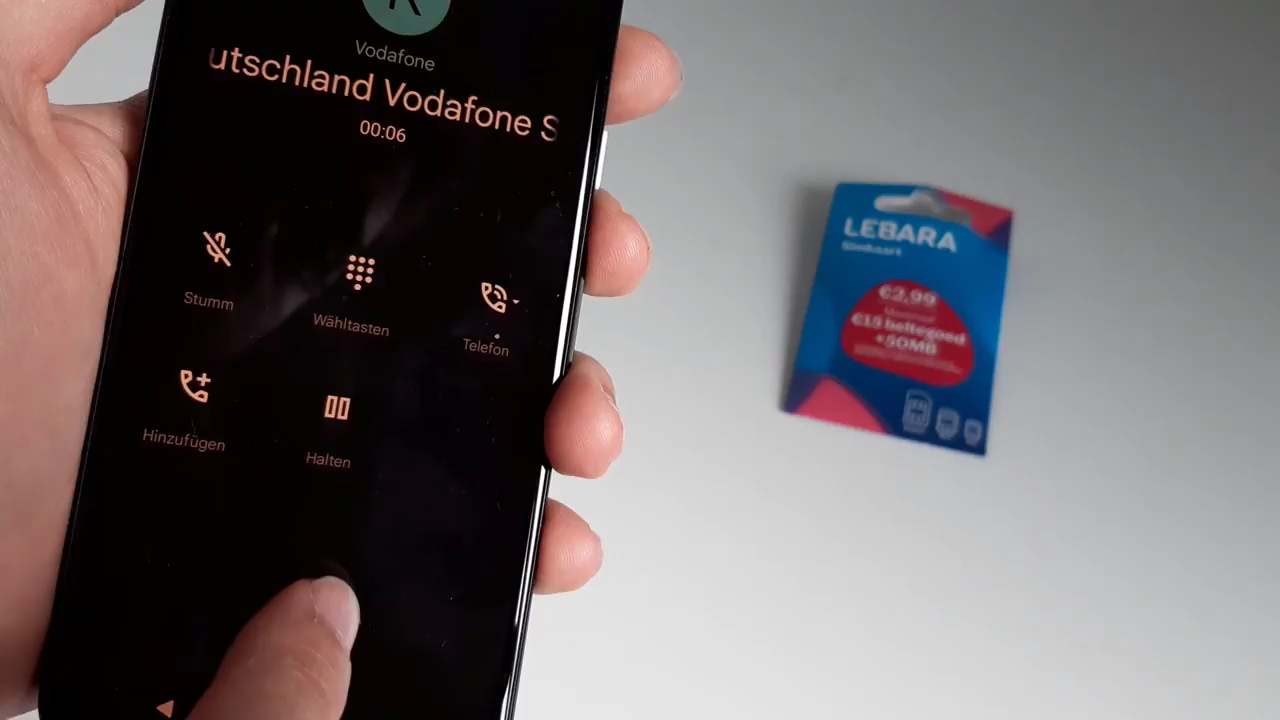 Vodafone
utschland Vodafone S
00:06
Stumm
Wähltasten
Telefon
Hinzufügen
Halten
LEBARA
Simkaart
€2,99
€15 beltegoed
+50MB